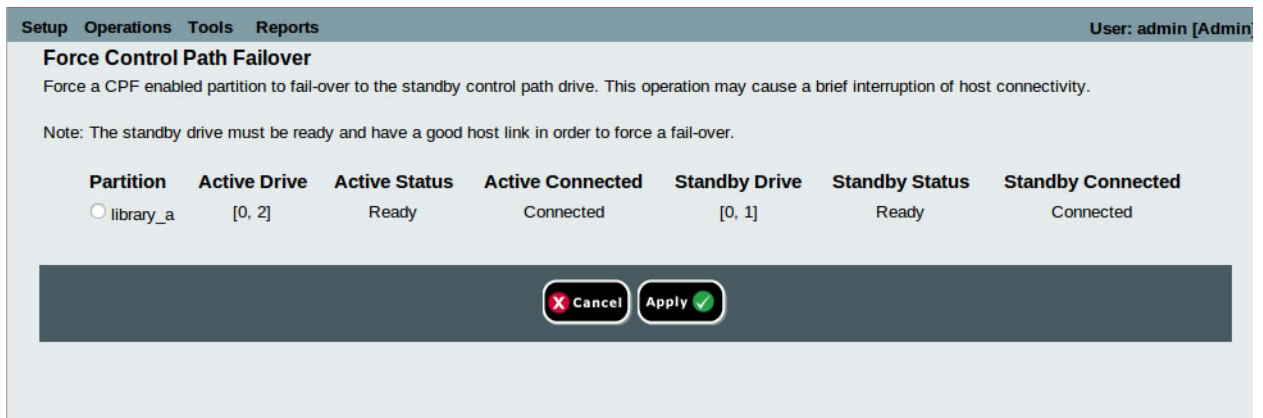 Setup Operations Tools Reports User: admin [Admin]
Force Control Path Failover
Force a CPF enabled partition to fail-over to the standby control path drive. This operation may cause a brief interruption of host connectivity.
Note: The standby drive must be ready and have a good host link in order to force a fail-over.
Partition Active Drive Active Status Active Connected Standby Drive Standby Status Standby Connected
library_a [0, 2] Ready Connected [0, 1] Ready Connected
X Cancel Apply